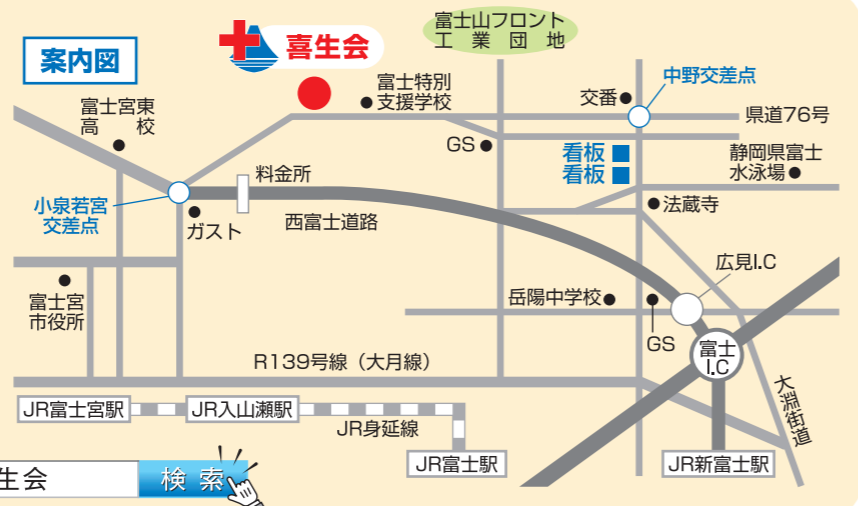 案内図
喜生会
富士山フロント
工業団地
富士宮東
高校
富士特別
支援学校
交番
中野交差点
県道76号
GS
看板
看板
静岡県富士
水泳場
料金所
小泉若宮
交差点
ガスト
西富士道路
法蔵寺
広見I.C
富士宮
市役所
岳陽中学校
GS
富士
I.C
R139号線（大月線）
大淵街道
JR富士宮駅
JR入山瀬駅
JR身延線
JR富士駅
JR新富士駅
生会
検索